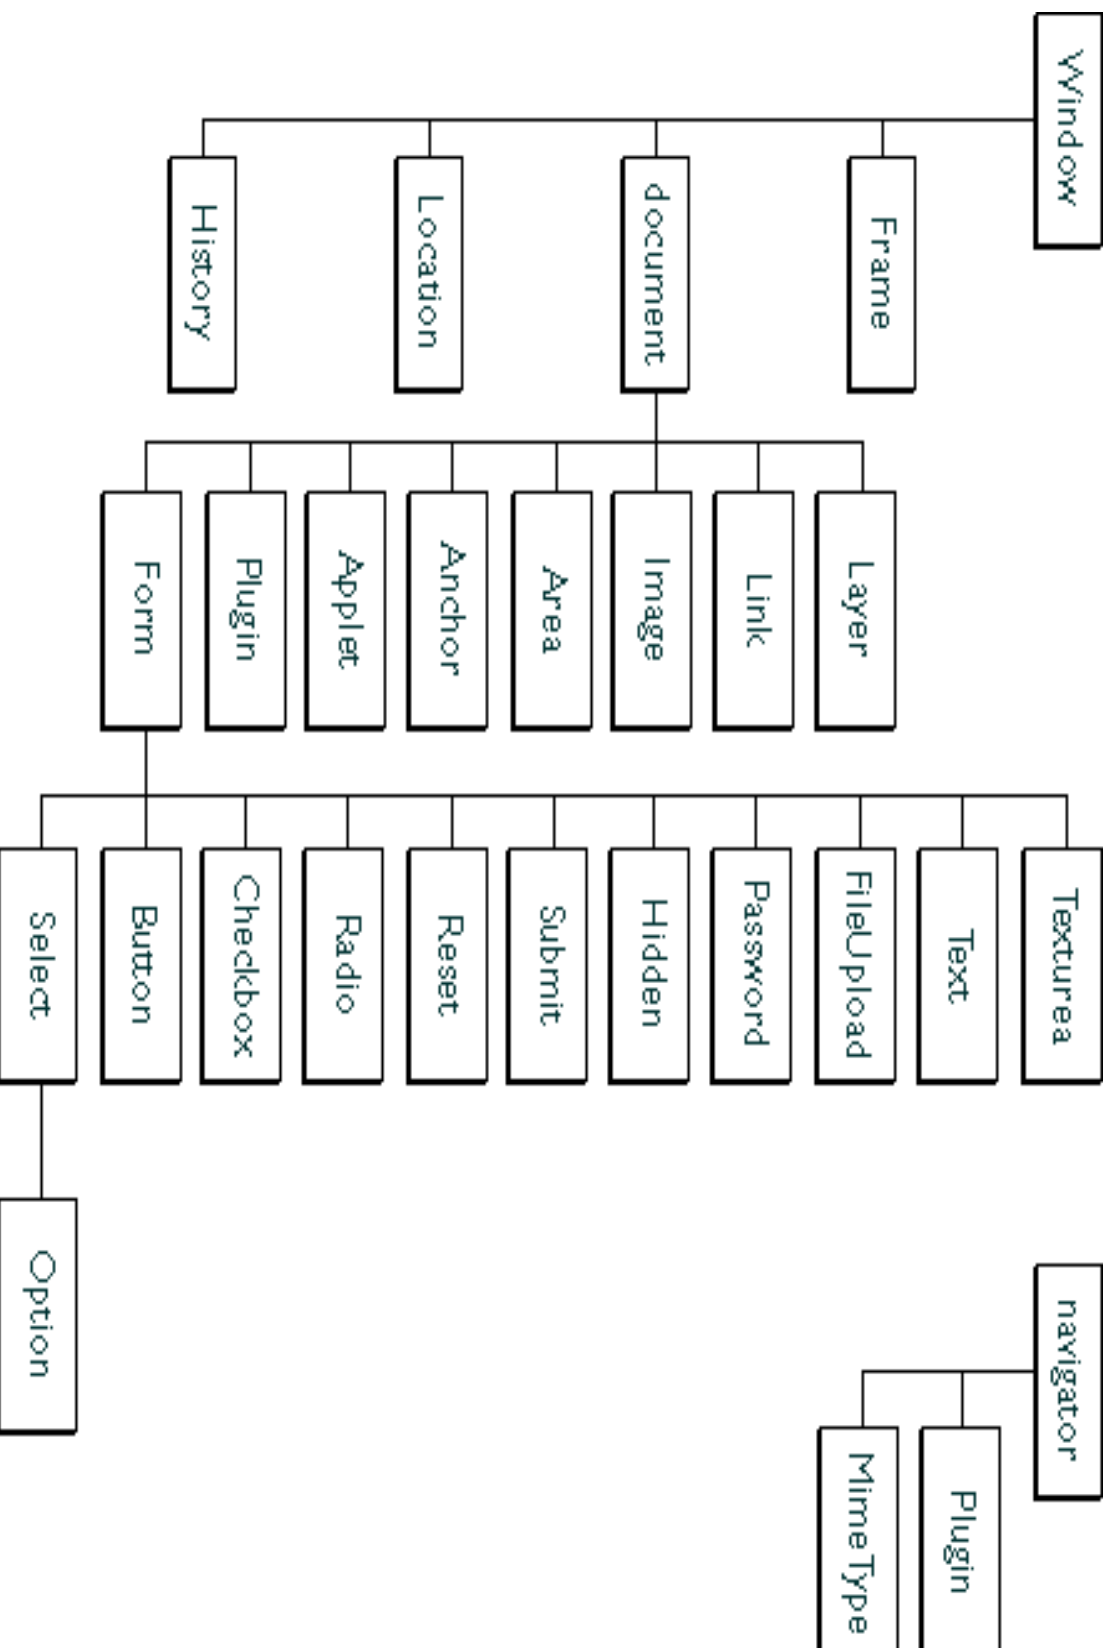 Window
Frame
document
Location
History
Layer
Link
Image
Area
Anchor
Applet
Plugin
Form
Texturea
Text
FileUpload
Password
Hidden
Submit
Reset
Radio
Checkbox
Button
Select
Option
navigator
Plugin
MimeType